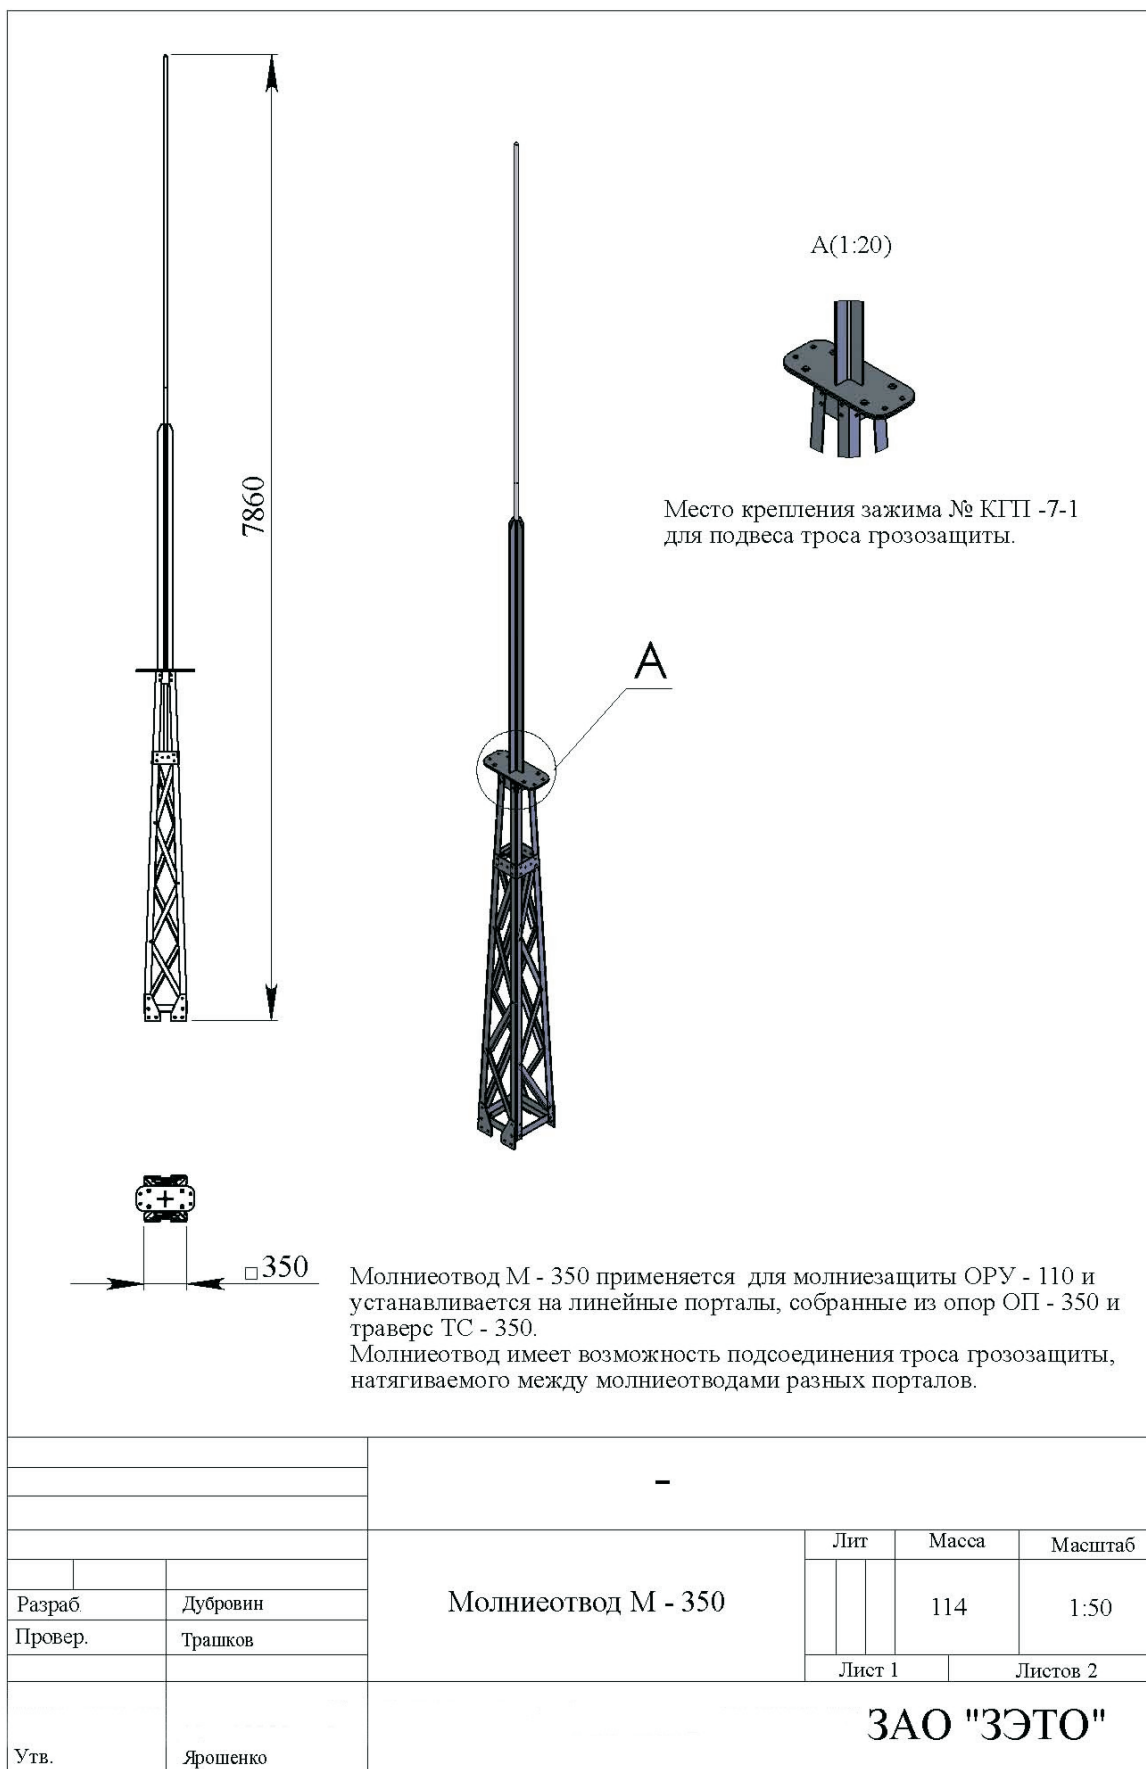 7860
А(1:20)
Место крепления зажима № КГП -7-1
для подвеса троса грозозащиты.
А
□350
Молниеотвод М - 350 применяется для молниезащиты ОРУ - 110 и
устанавливается на линейные порталы, собранные из опор ОП - 350 и
траверс ТС - 350.
Молниеотвод имеет возможность подсоединения троса грозозащиты,
натягиваемого между молниеотводами разных порталов.
-
Лит Масса Масштаб
Разраб. Дубровин
Молниеотвод М - 350
114 1:50
Провер. Трашков
Лист 1 Листов 2
ЗАО "ЗЭТО"
Утв. Ярошенко